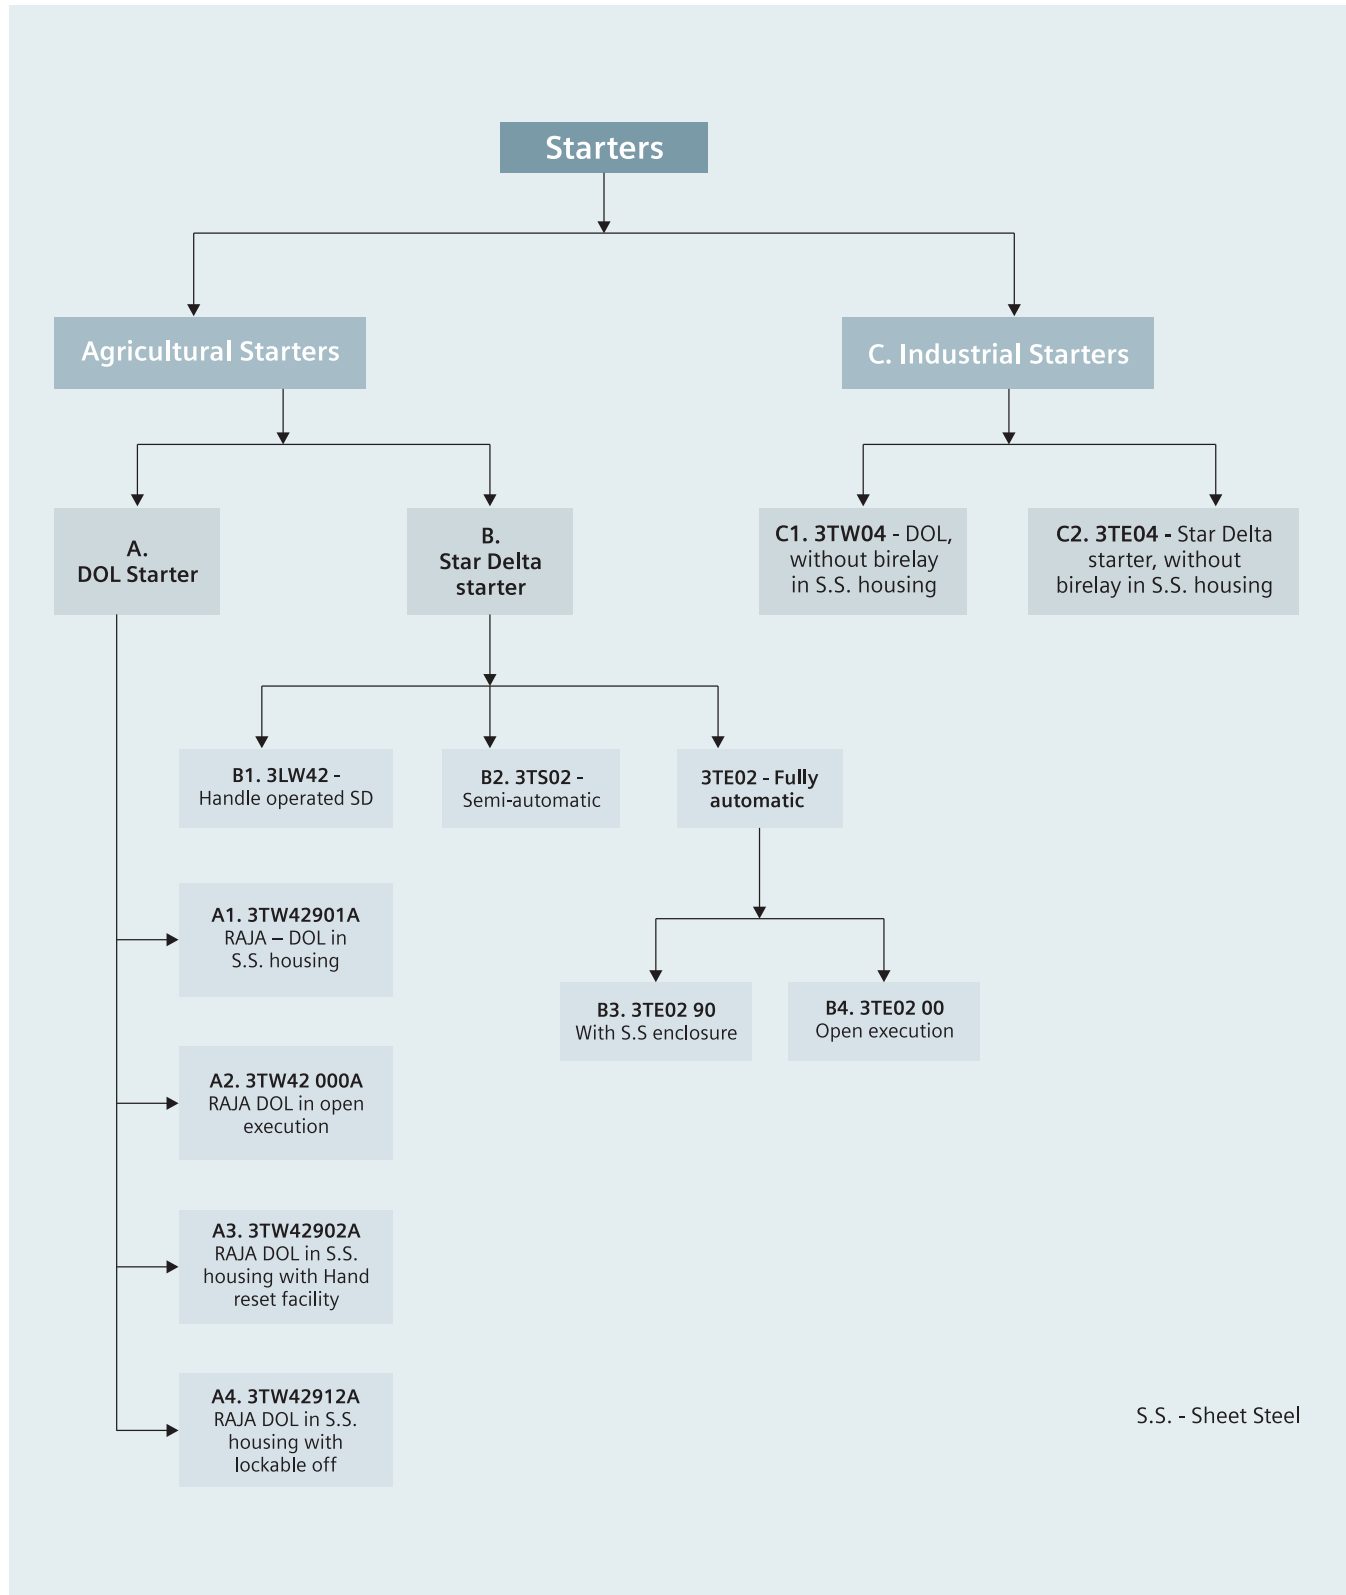 Starters
Agricultural Starters
C. Industrial Starters
A.
DOL Starter
B.
Star Delta
starter
C1. 3TW04 - DOL,
without birelay
in S.S. housing
C2. 3TE04 - Star Delta
starter, without
birelay in S.S. housing
B1. 3LW42 -
Handle operated SD
B2. 3TS02 -
Semi-automatic
3TE02 - Fully
automatic
A1. 3TW42901A
RAJA – DOL in
S.S. housing
B3. 3TE02 90
With S.S enclosure
B4. 3TE02 00
Open execution
A2. 3TW42 000A
RAJA DOL in open
execution
A3. 3TW42902A
RAJA DOL in S.S.
housing with Hand
reset facility
A4. 3TW42912A
RAJA DOL in S.S.
housing with
lockable off
S.S. - Sheet Steel